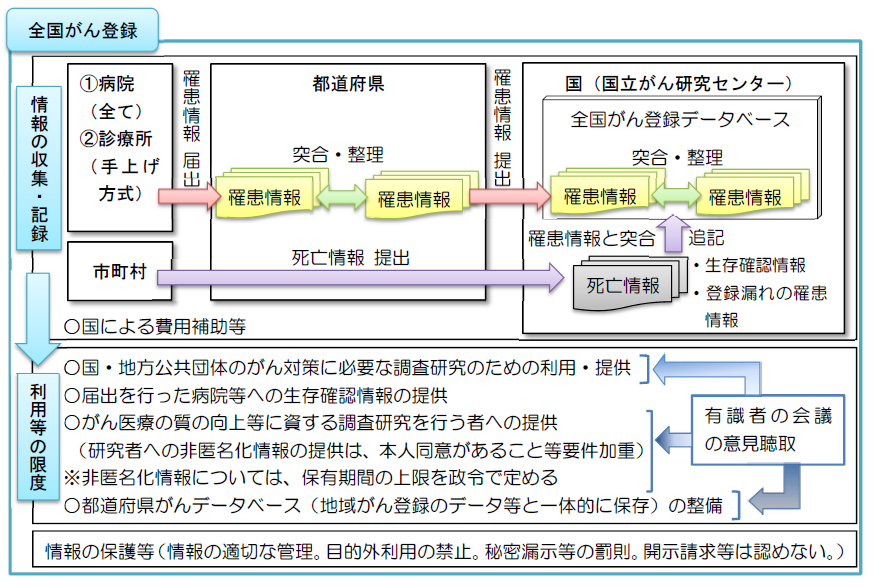 全国がん登録
情報の収集・記録
①病院
（全て）
②診療所
（手上げ
方式）
罹患情報 届出
都道府県
突合・整理
罹患情報
罹患情報
罹患情報 提出
国（国立がん研究センター）
全国がん登録データベース
突合・整理
罹患情報
罹患情報
罹患情報と突合
追記
市町村
死亡情報 提出
死亡情報
・生存確認情報
・登録漏れの罹患
情報
○国による費用補助等
利用等の限度
○国・地方公共団体のがん対策に必要な調査研究のための利用・提供
○届出を行った病院等への生存確認情報の提供
○がん医療の質の向上等に資する調査研究を行う者への提供
（研究者への非匿名化情報の提供は、本人同意があること等要件加重）
※非匿名化情報については、保有期間の上限を政令で定める
○都道府県がんデータベース（地域がん登録のデータ等と一体的に保存）の整備
有識者の会議
の意見聴取
情報の保護等（情報の適切な管理。目的外利用の禁止。秘密漏示等の罰則。開示請求等は認めない。）